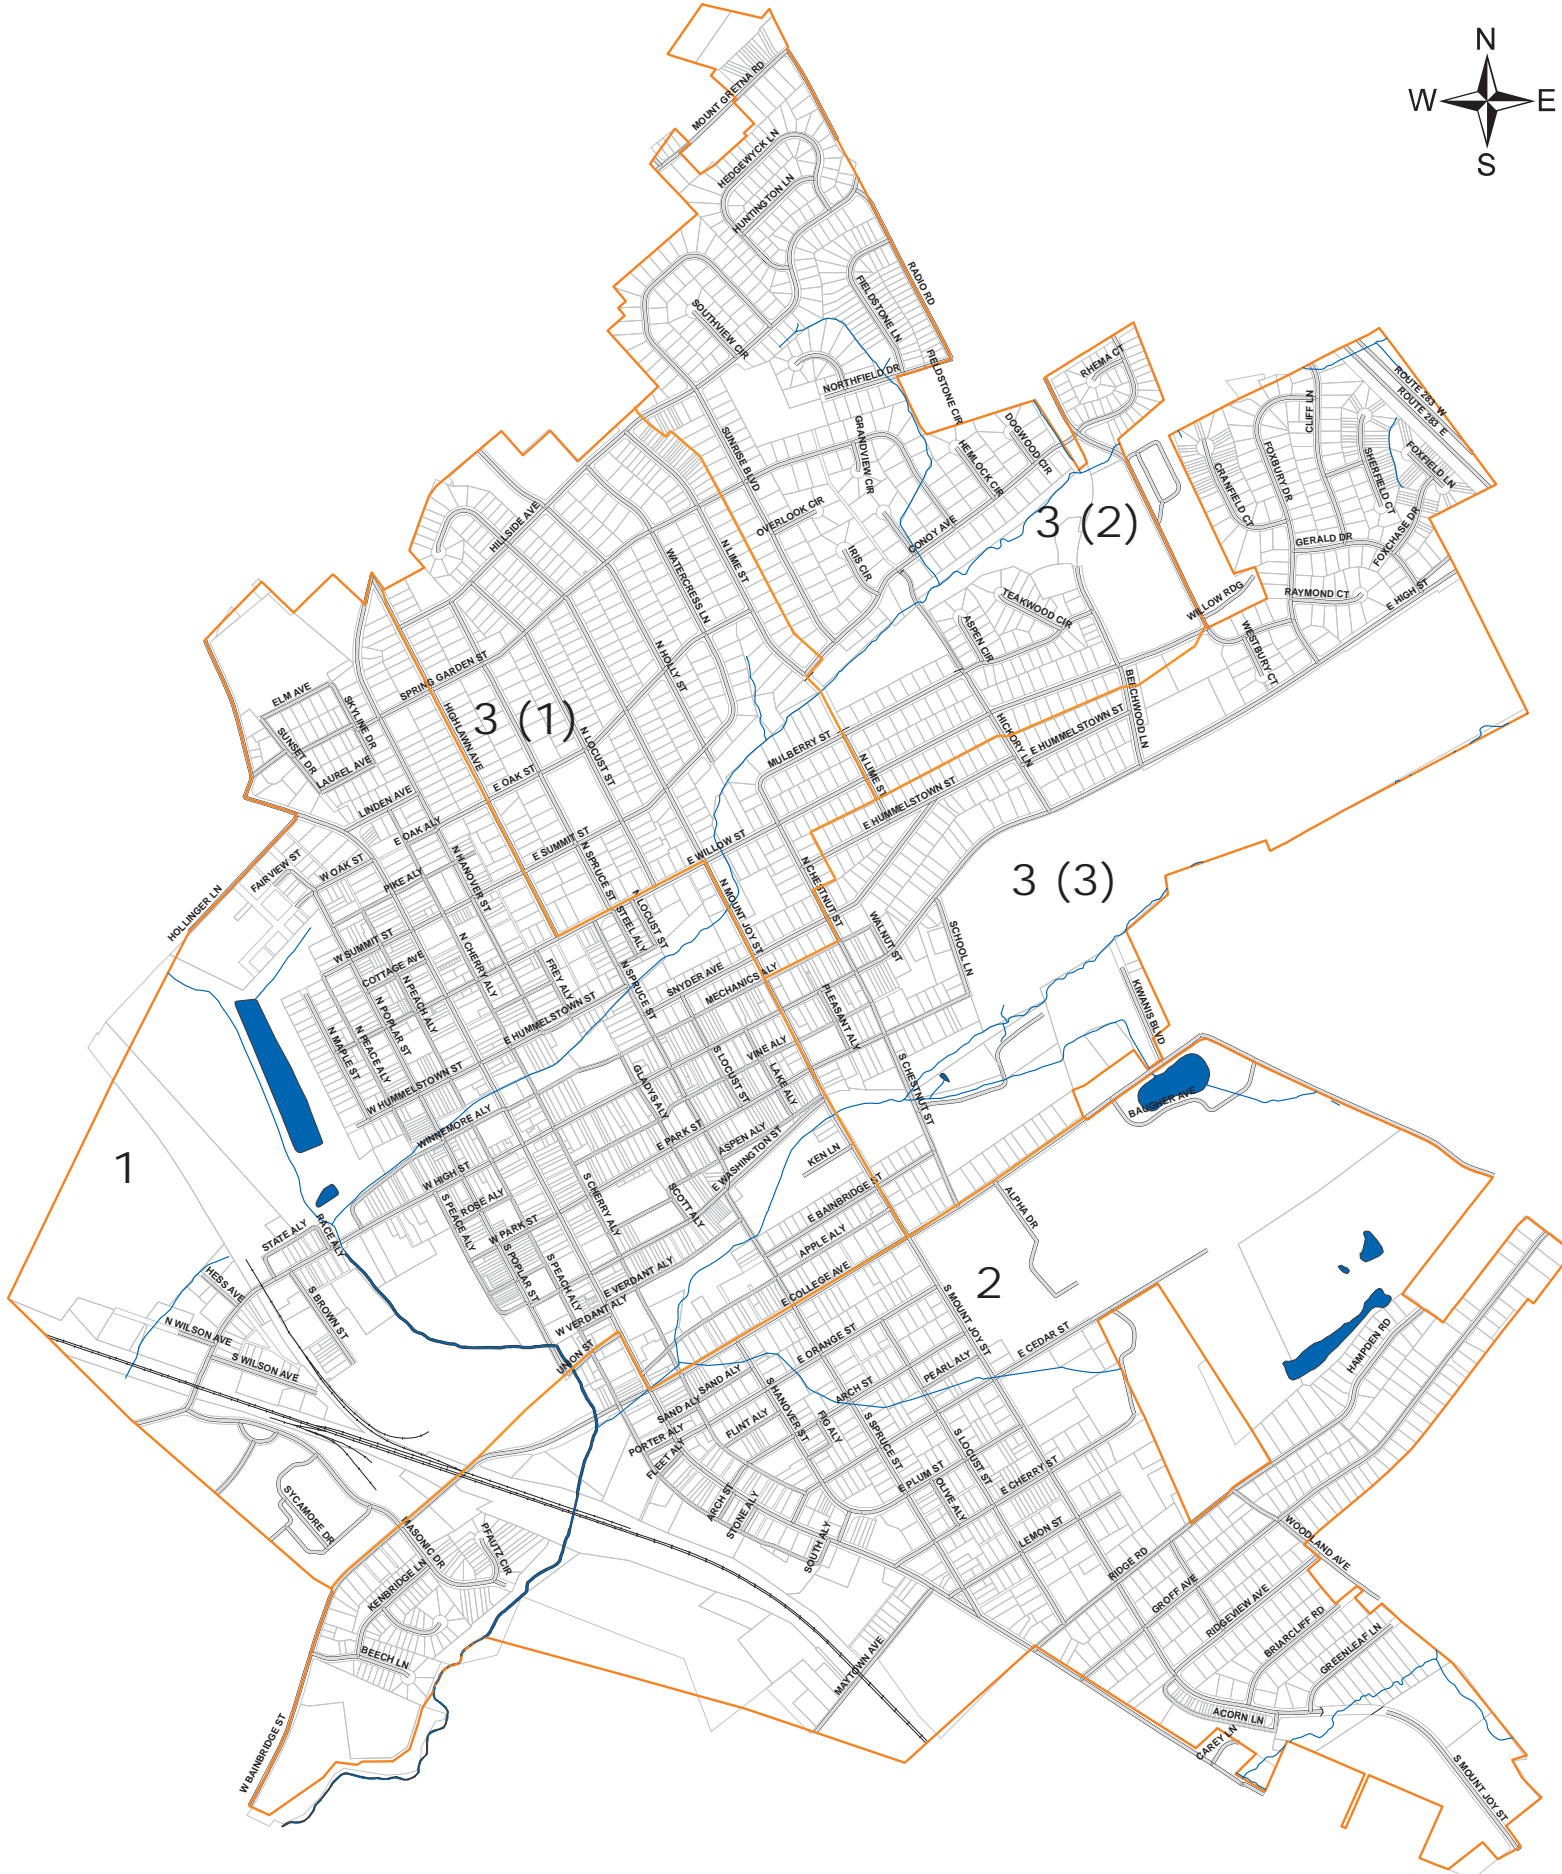 N
W
E
S
MOUNT GRETNA RD
HEDGEWYCK LN
HUNTINGTON LN
RADIO RD
FIELDSTONE LN
SOUTHVIEW CIR
NORTHFIELD DR
FIELDSTONE CIR
RHEMA CT
ROUTE 283 W
ROUTE 283 E
CLIFF LN
FOXBURY DR
SHERFIELD CT
FOXFIELD LN
CRANFIELD CT
FOXCHASE DR
GERALD DR
RAYMOND CT
E HIGH ST
WILLOW RDG
WESTBURY CT
DOGWOOD CIR
HEMLOCK CIR
GRANDVIEW CIR
SUNRISE BLVD
OVERLOOK CIR
CONOY AVE
3 (2)
IRIS CIR
N LIME ST
HILLSIDE AVE
WATERCRESS LN
TEAKWOOD CIR
ASPEN CIR
N HOLLY ST
SPRING GARDEN ST
ELM AVE
SKYLINE DR
SUNSET DR
LAUREL AVE
HIGHLAWN AVE
3 (1)
N LOCUST ST
BEECHWOOD LN
HICKORY LN
E HUMMELSTOWN ST
MULBERRY ST
N LIME ST
E OAK ST
LINDEN AVE
E OAK ALY
E HUMMELSTOWN ST
E SUMMIT ST
E WILLOW ST
N HANOVER ST
W OAK ST
FAIRVIEW ST
PIKE ALY
N SPRUCE ST
N LOCUST ST
STEEL ALY
N MOUNT JOY ST
N CHESTNUT ST
3 (3)
HOLLINGER LN
WALNUT ST
SCHOOL LN
W SUMMIT ST
COTTAGE AVE
N CHERRY ALY
FREY ALY
N SPRUCE ST
SNYDER AVE
MECHANICS ALY
N PEACH ALY
N POPLAR ST
N PEACE ALY
N MAPLE ST
E HUMMELSTOWN ST
PLEASANT ALY
KIWANIS BLVD
VINE ALY
LAKE ALY
S LOCUST ST
GLADYS ALY
S CHESTNUT ST
W HUMMELSTOWN ST
WINNEMORE ALY
BAUGHER AVE
E PARK ST
ASPEN ALY
E WASHINGTON ST
KEN LN
1
W HIGH ST
S CHERRY ALY
SCOTT ALY
E BAINBRIDGE ST
ROSE ALY
S PEACE ALY
W PARK ST
ALPHA DR
STATE ALY
RACE ALY
APPLE ALY
S POPLAR ST
S PEACH ALY
E VERDANT ALY
W VERDANT ALY
E COLLEGE AVE
2
HESS AVE
S BROWN ST
N WILSON AVE
S WILSON AVE
UNION ST
S MOUNT JOY ST
E CEDAR ST
E ORANGE ST
PEARL ALY
HAMPDEN RD
SAND ALY
SAND ALY
ARCH ST
S HANOVER ST
FIG ALY
FLINT ALY
PORTER ALY
FLEET ALY
S SPRUCE ST
S LOCUST ST
E PLUM ST
E CHERRY ST
OLIVE ALY
ARCH ST
STONE ALY
SOUTH ALY
LEMON ST
SYCAMORE DR
MASONIC DR
PFAUTZ CIR
KENBRIDGE LN
BEECH LN
WOODLAND AVE
RIDGE RD
GROFF AVE
RIDGEVIEW AVE
BRIARCLIFF RD
GREENLEAF LN
MAYTOWN AVE
ACORN LN
CAREY LN
W BAINBRIDGE ST
S MOUNT JOY ST